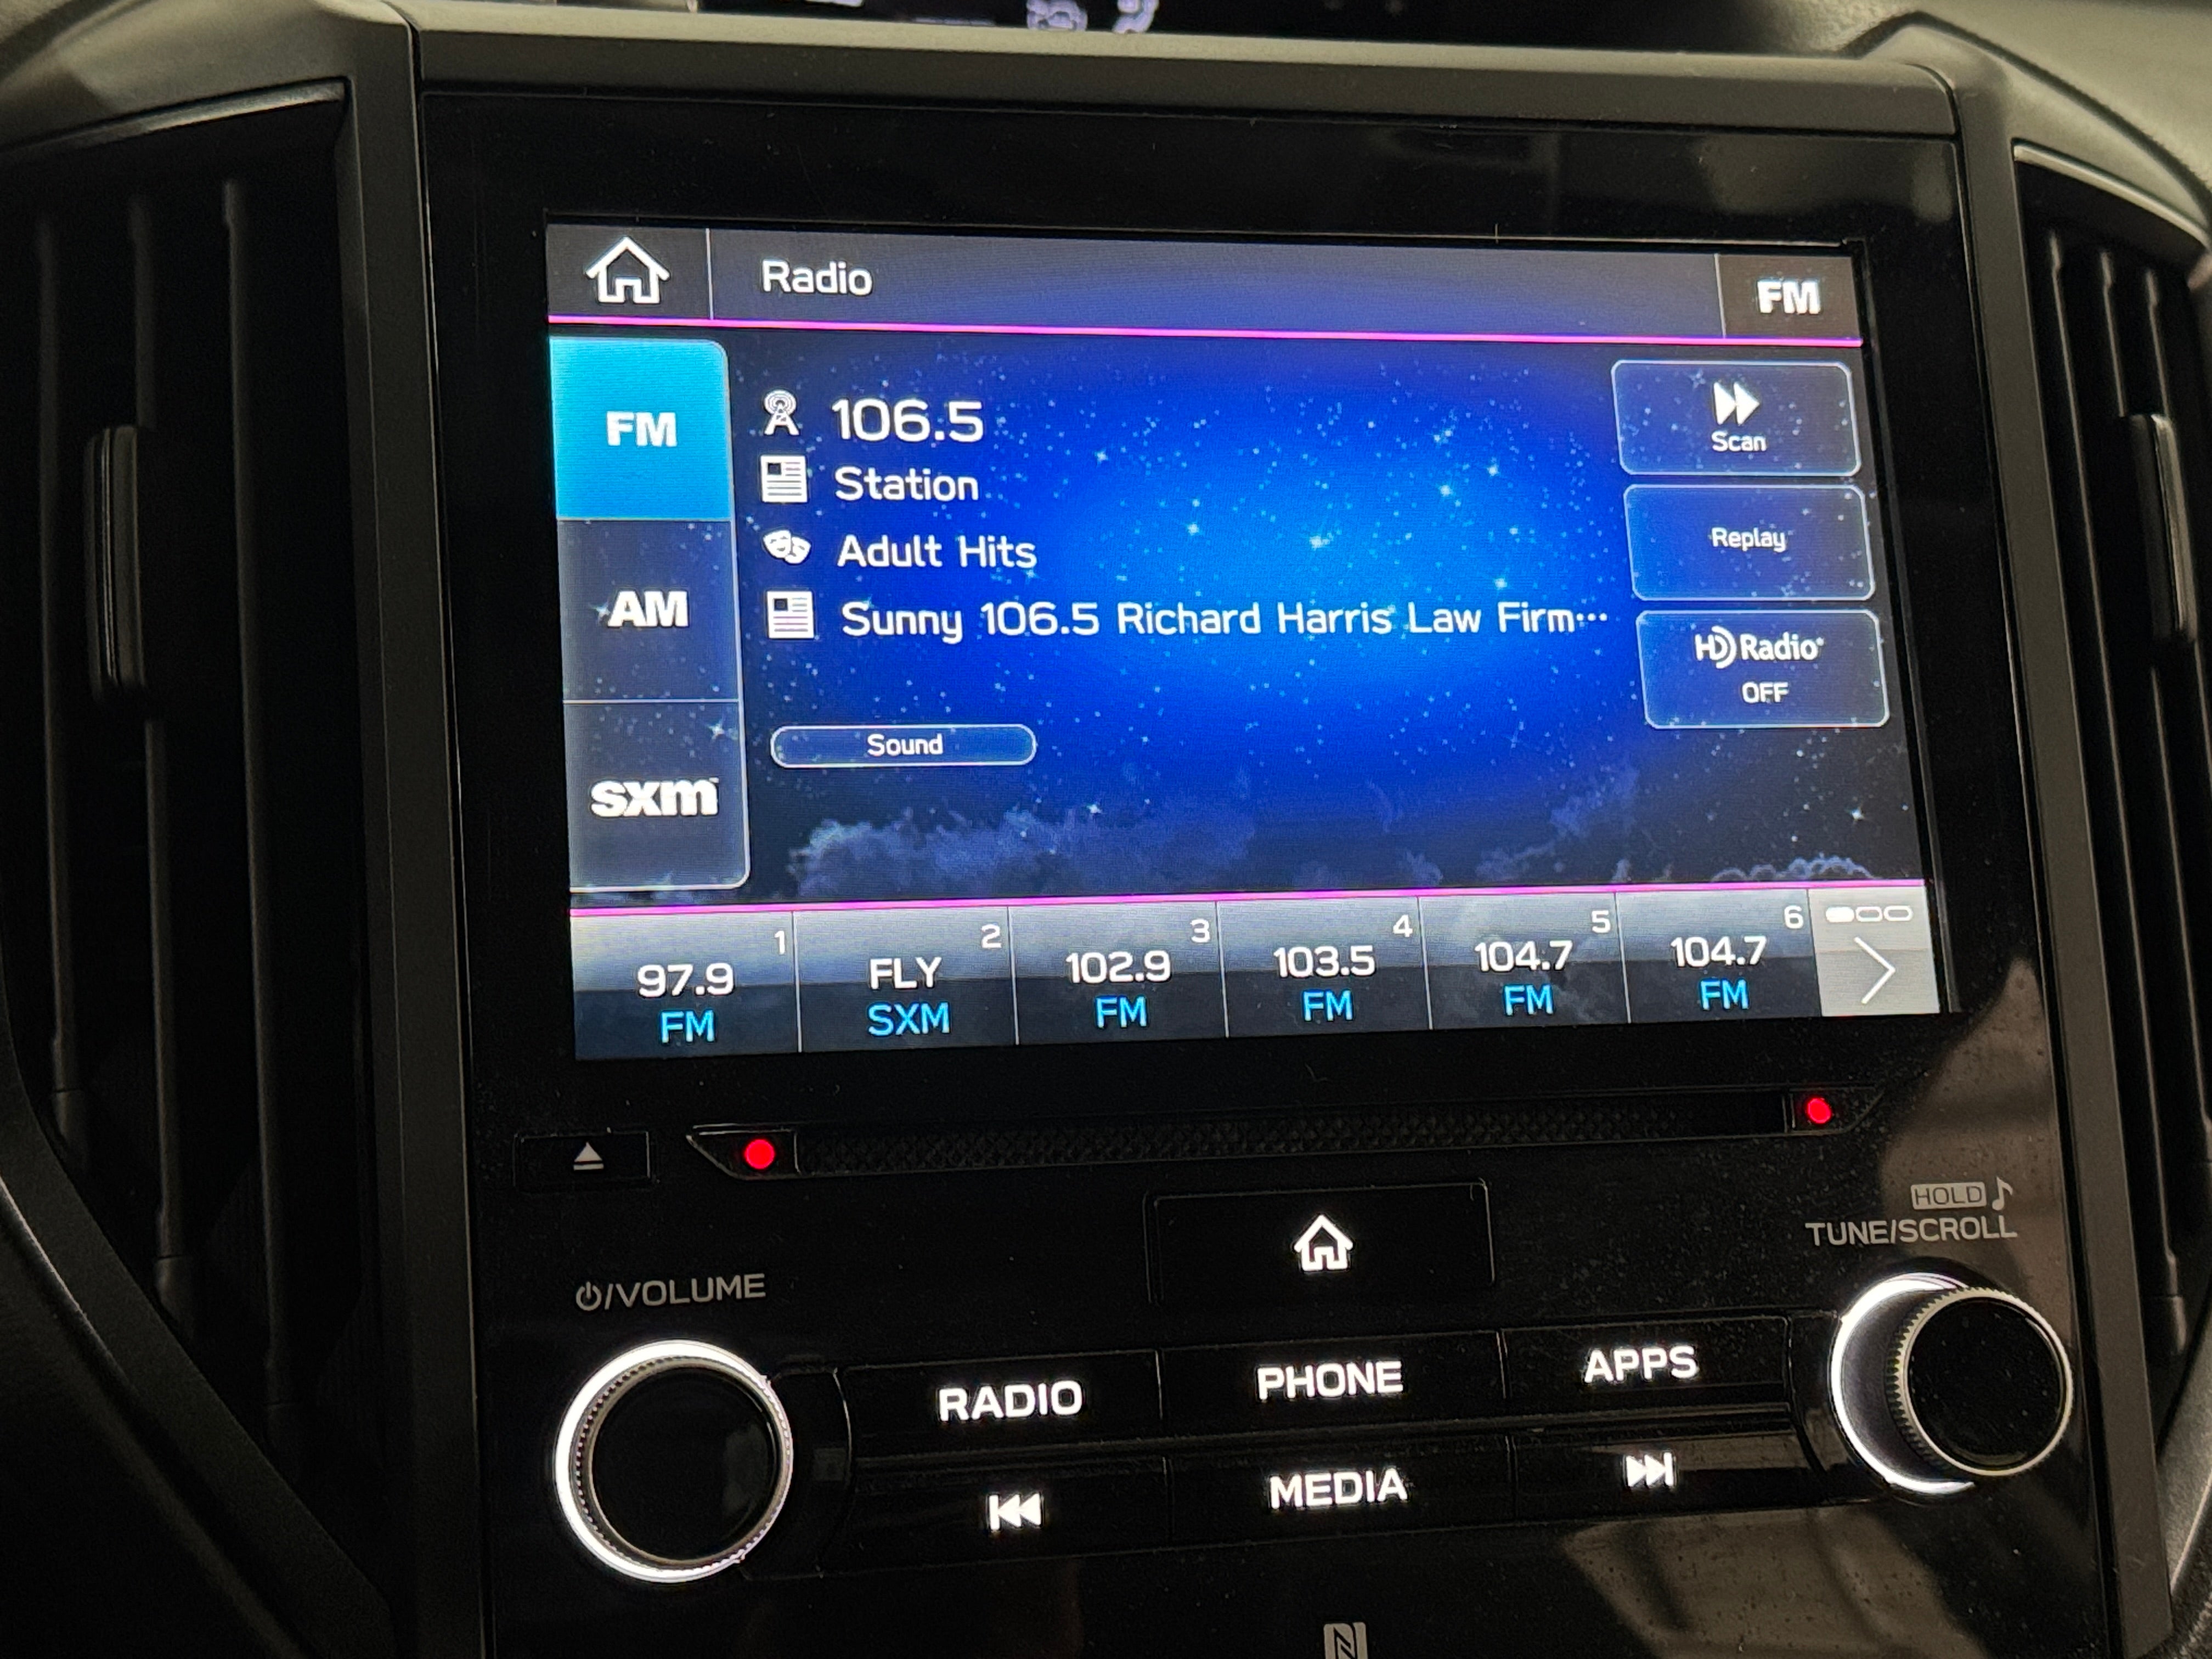 Radio
FM
FM
AM
sxm
106.5
Station
Adult Hits
Sunny 106.5 Richard Harris Law Firm...
Sound
Scan
Replay
HD Radio®
OFF
1
97.9
FM
2
FLY
SXM
3
102.9
FM
4
103.5
FM
5
104.7
FM
6
104.7
FM
HOLD
TUNE/SCROLL
/VOLUME
RADIO
PHONE
APPS
MEDIA